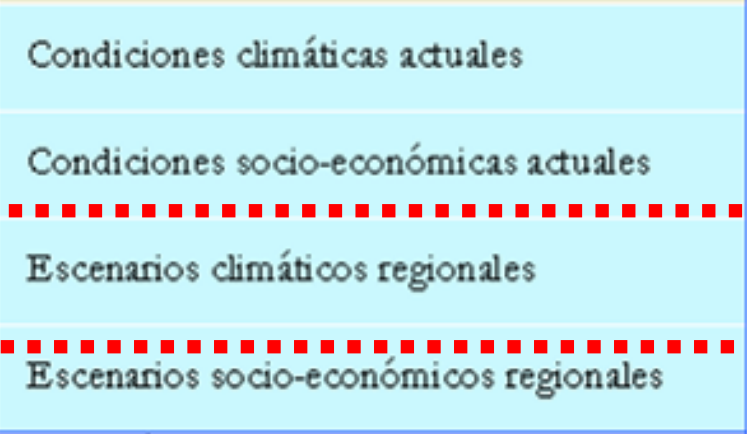 Condiciones climáticas actuales
Condiciones socio-económicas actuales
Escenarios climáticos regionales
Escenarios socio-económicos regionales